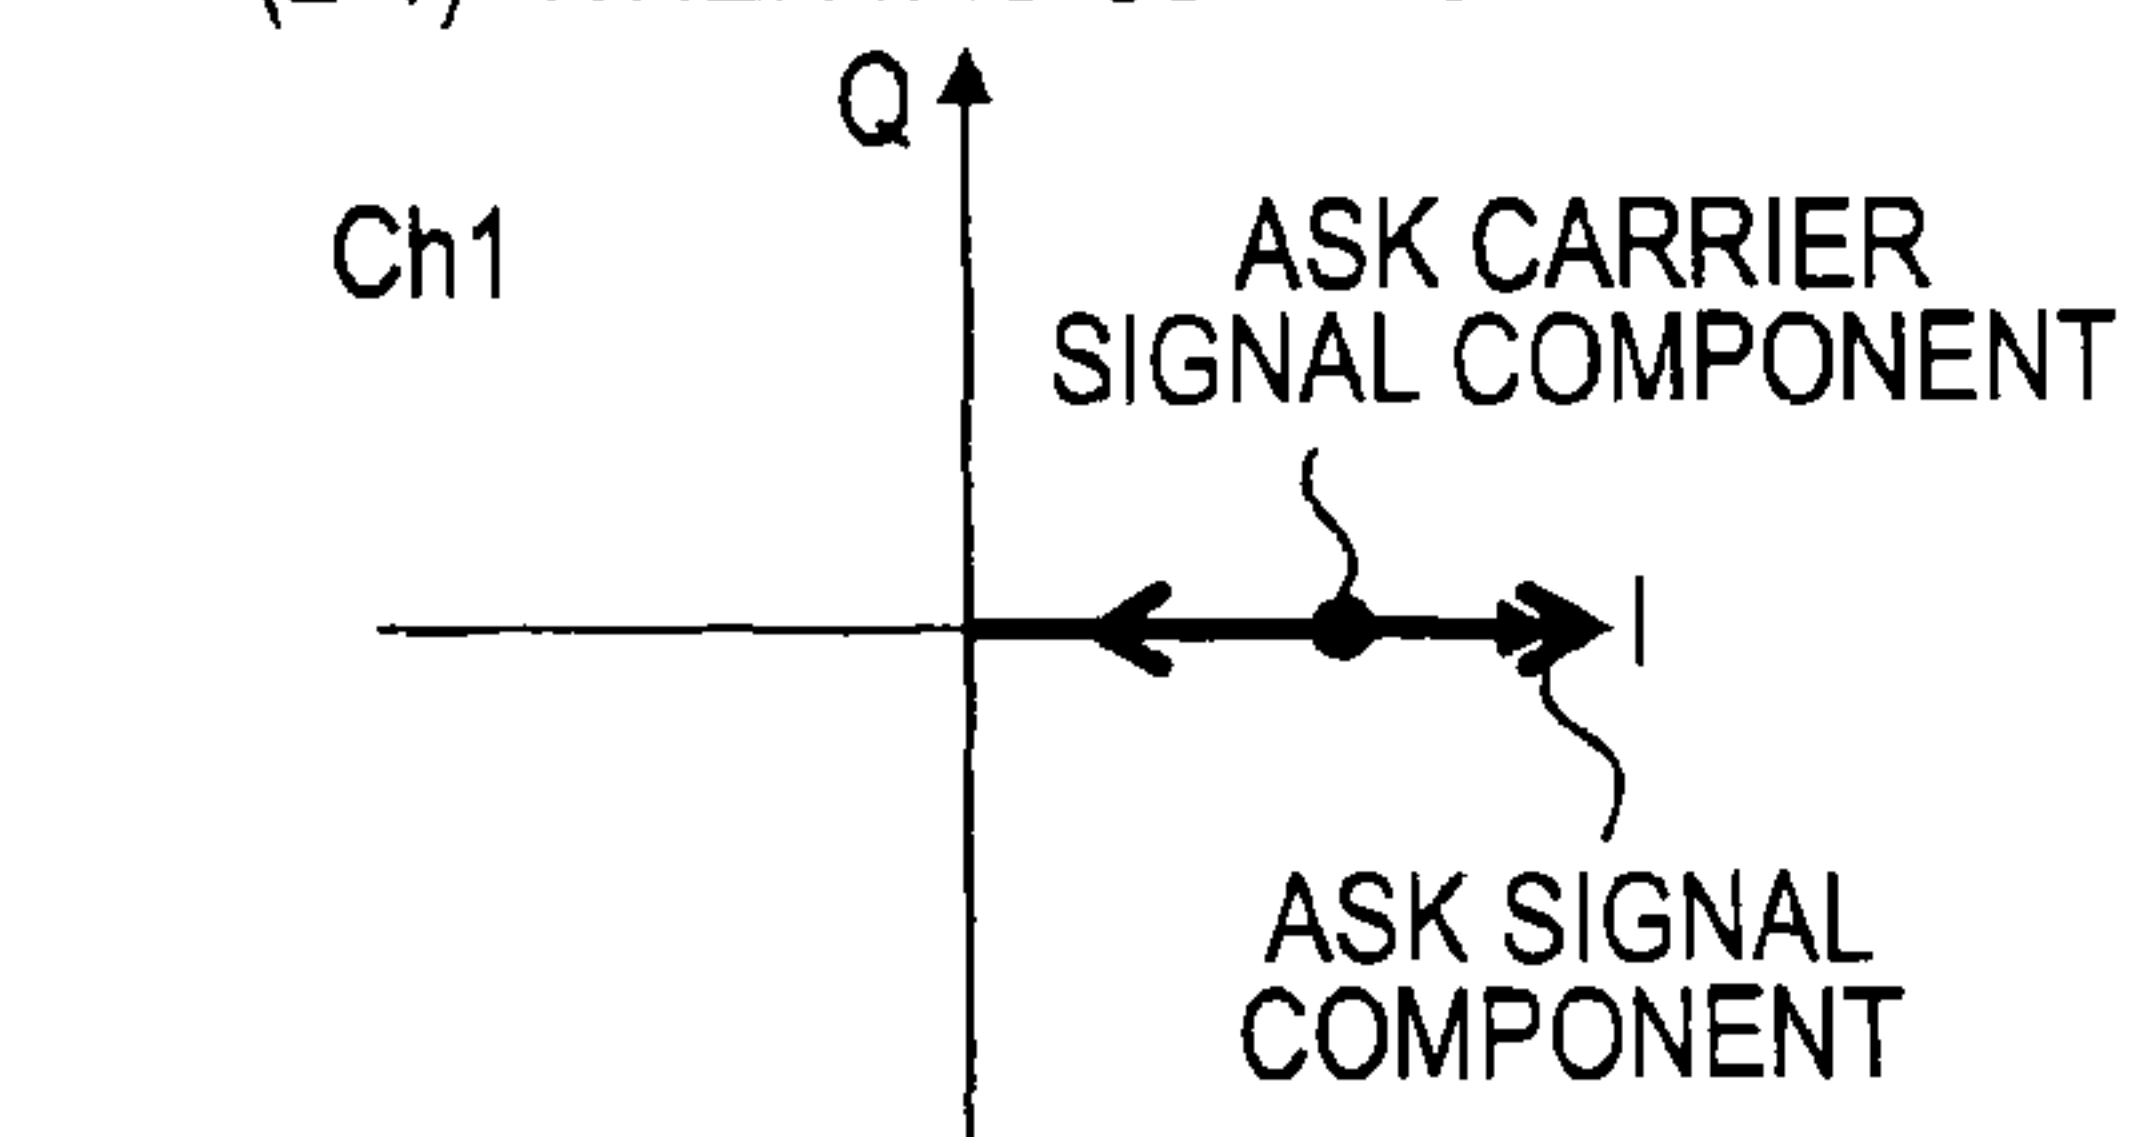 Q
Ch1
ASK CARRIER
SIGNAL COMPONENT
I
ASK SIGNAL
COMPONENT